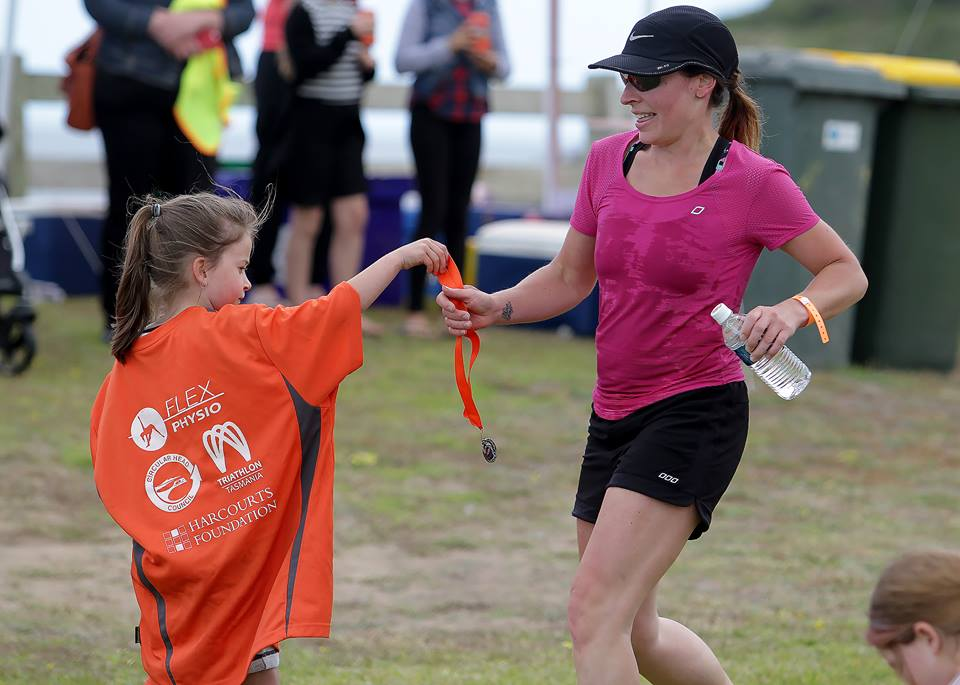 FLEX
PHYSIO
CIRCULAR HEAD
COUNCIL
TRIATHLON
TASMANIA
HARCOURTS
FOUNDATION